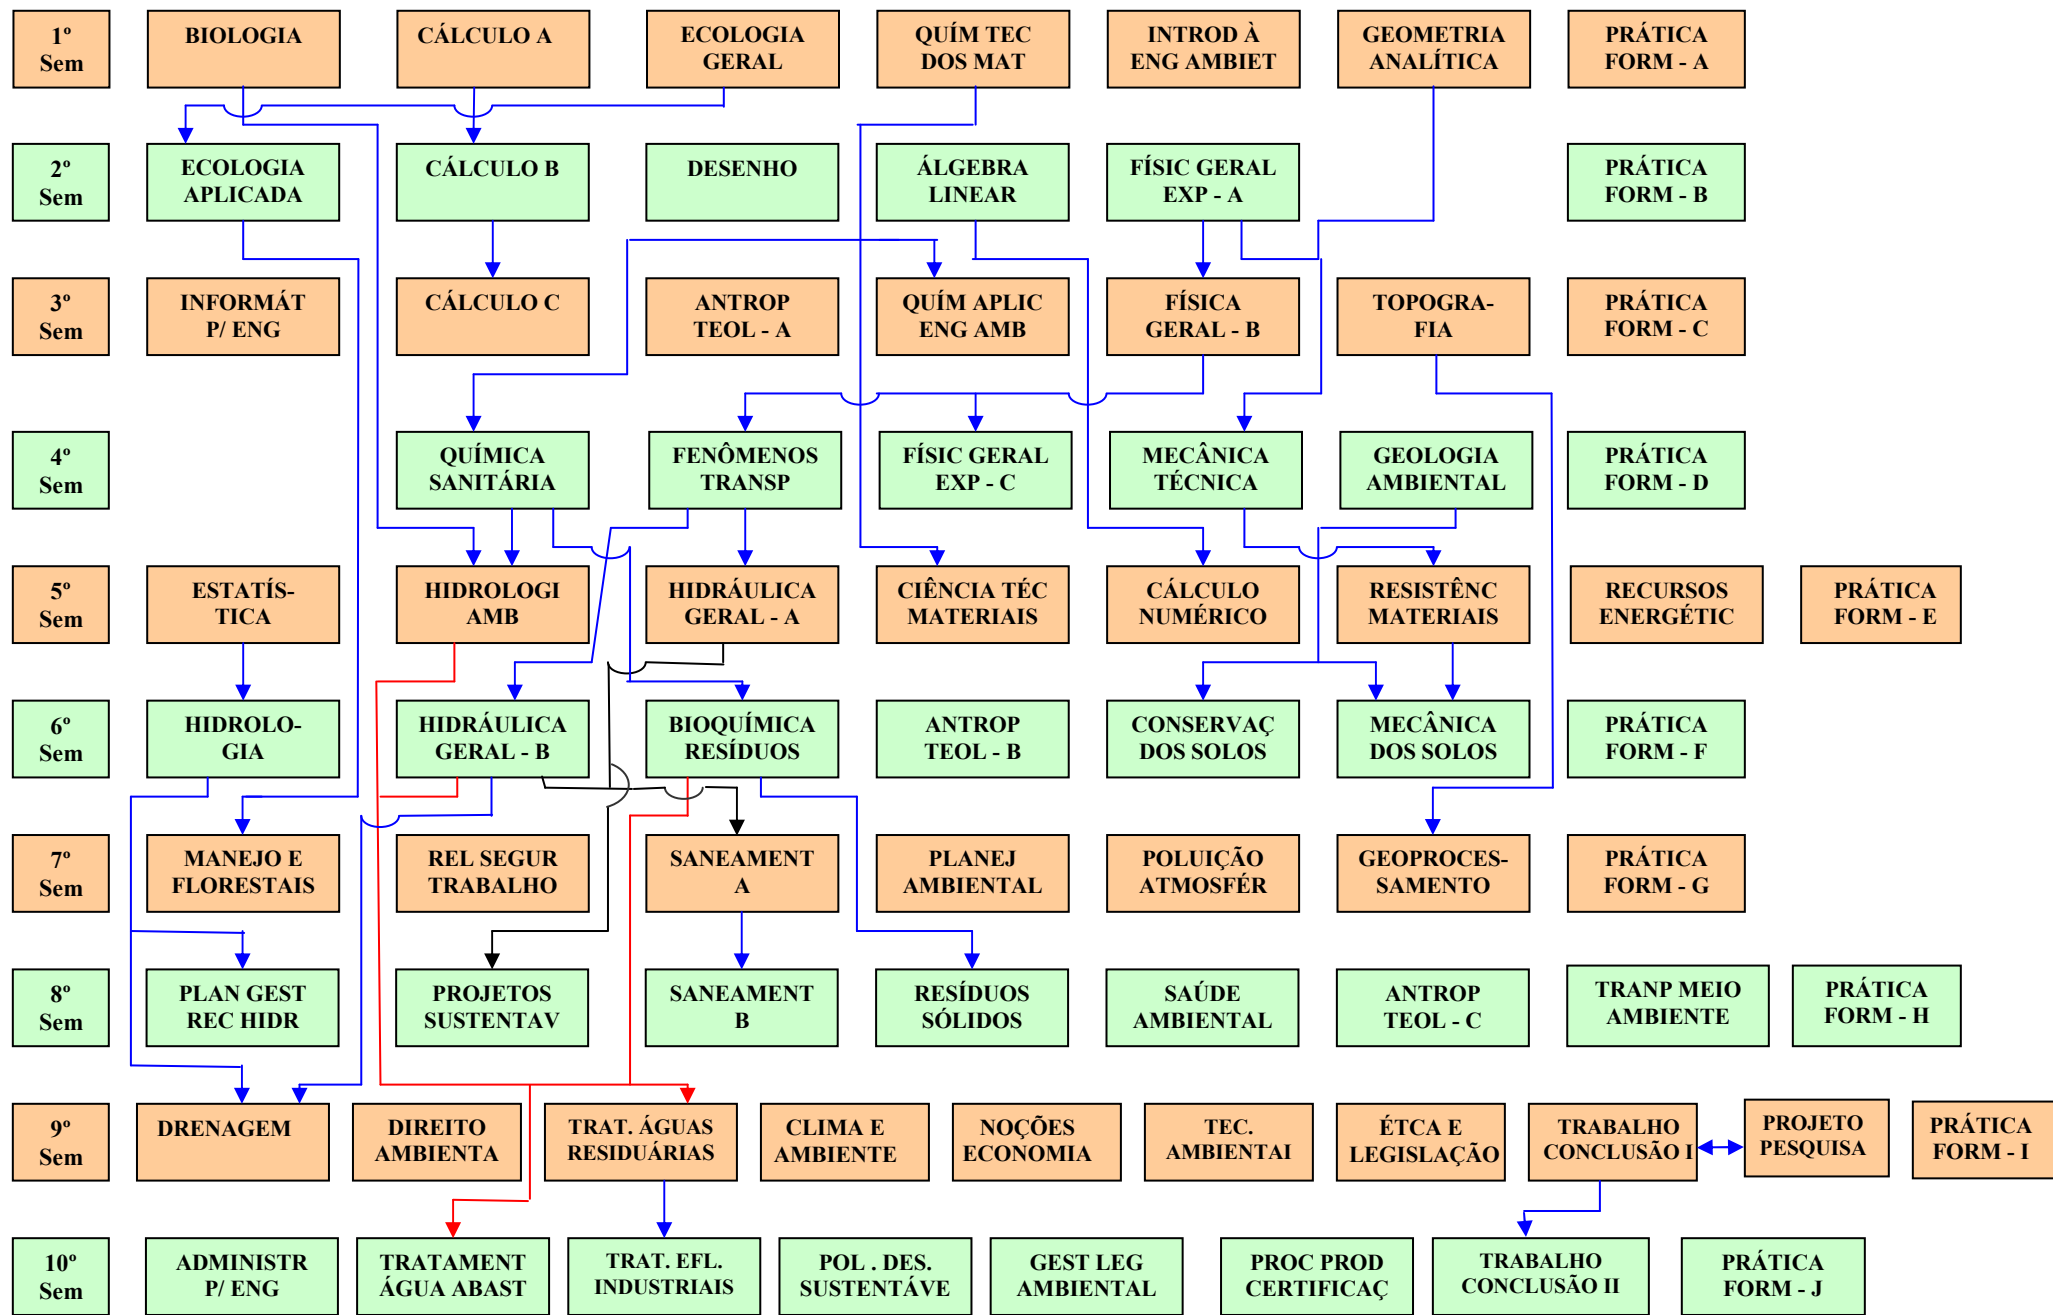 1º
Sem
BIOLOGIA
CÁLCULO A
ECOLOGIA
GERAL
QUÍM TEC
DOS MAT
INTROD À
ENG AMBIET
GEOMETRIA
ANALÍTICA
PRÁTICA
FORM - A
2º
Sem
ECOLOGIA
APLICADA
CÁLCULO B
DESENHO
ÁLGEBRA
LINEAR
FÍSIC GERAL
EXP - A
PRÁTICA
FORM - B
3º
Sem
INFORMÁT
P/ ENG
CÁLCULO C
ANTROP
TEOL - A
QUÍM APLIC
ENG AMB
FÍSICA
GERAL - B
TOPOGRA-
FIA
PRÁTICA
FORM - C
4º
Sem
QUÍMICA
SANITÁRIA
FENÔMENOS
TRANSP
FÍSIC GERAL
EXP - C
MECÂNICA
TÉCNICA
GEOLOGIA
AMBIENTAL
PRÁTICA
FORM - D
5º
Sem
ESTATÍS-
TICA
HIDROLOGI
AMB
HIDRÁULICA
GERAL - A
CIÊNCIA TÉC
MATERIAIS
CÁLCULO
NUMÉRICO
RESISTÊNC
MATERIAIS
RECURSOS
ENERGÉTIC
PRÁTICA
FORM - E
6º
Sem
HIDROLO-
GIA
HIDRÁULICA
GERAL - B
BIOQUÍMICA
RESÍDUOS
ANTROP
TEOL - B
CONSERVAÇ
DOS SOLOS
MECÂNICA
DOS SOLOS
PRÁTICA
FORM - F
7º
Sem
MANEJO E
FLORESTAIS
REL SEGUR
TRABALHO
SANEAMENT
A
PLANEJ
AMBIENTAL
POLUIÇÃO
ATMOSFÉR
GEOPROCES-
SAMENTO
PRÁTICA
FORM - G
8º
Sem
PLAN GEST
REC HIDR
PROJETOS
SUSTENTAV
SANEAMENT
B
RESÍDUOS
SÓLIDOS
SAÚDE
AMBIENTAL
ANTROP
TEOL - C
TRANP MEIO
AMBIENTE
PRÁTICA
FORM - H
9º
Sem
DRENAGEM
DIREITO
AMBIENTA
TRAT. ÁGUAS
RESIDUÁRIAS
CLIMA E
AMBIENTE
NOÇÕES
ECONOMIA
TEC.
AMBIENTAI
ÉTCA E
LEGISLAÇÃO
TRABALHO
CONCLUSÃO I
PROJETO
PESQUISA
PRÁTICA
FORM - I
10º
Sem
ADMINISTR
P/ ENG
TRATAMENT
ÁGUA ABAST
TRAT. EFL.
INDUSTRIAIS
POL . DES.
SUSTENTÁVE
GEST LEG
AMBIENTAL
PROC PROD
CERTIFICAÇ
TRABALHO
CONCLUSÃO II
PRÁTICA
FORM - J